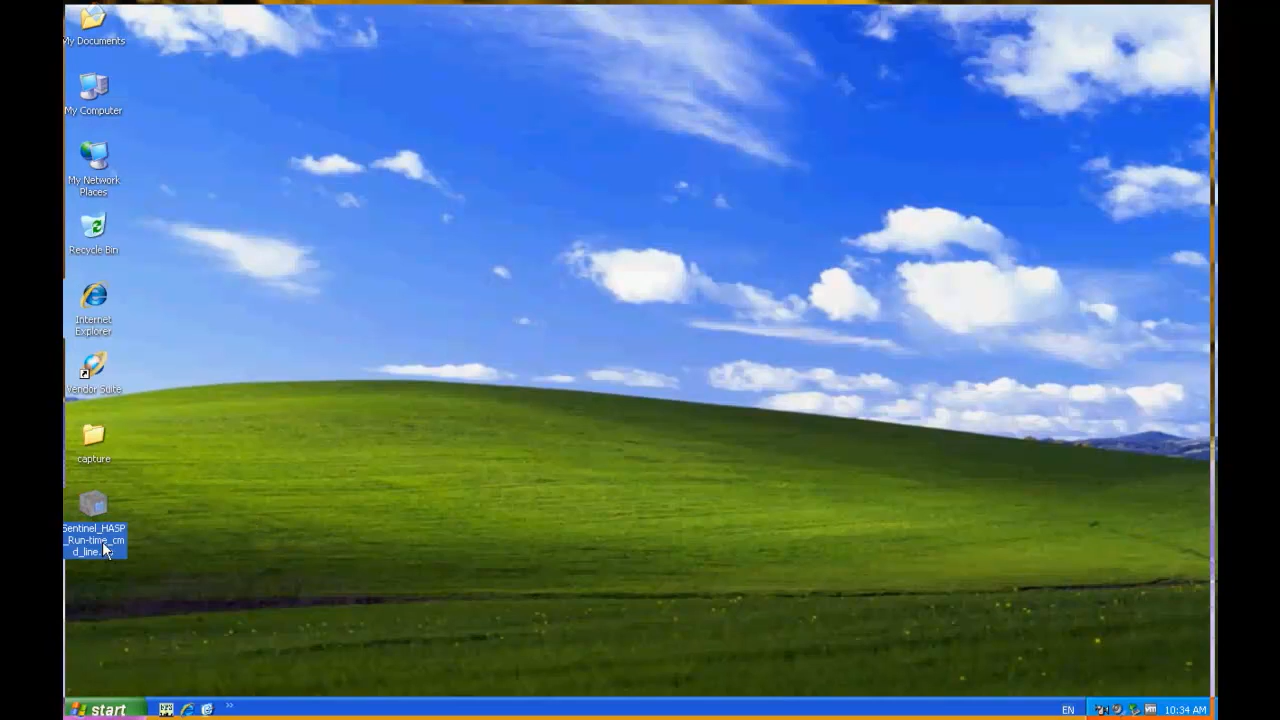 My Documents
My Computer
My Network
Places
Recycle Bin
Internet
Explorer
Vendor Suite
capture
Sentinel_HASP
_Run-time_cm
start
EN
10:34 AM